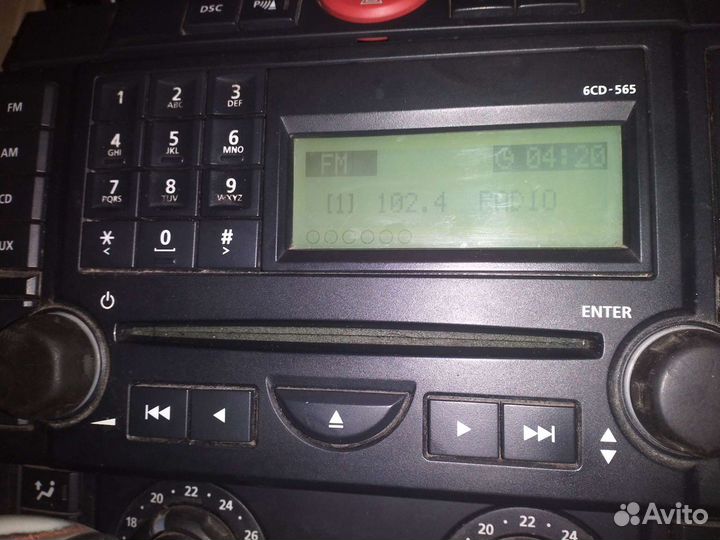 DSC P
6CD-565
FM
AM
CD
UX
1 2 ABC 3 DEF
4 GHI 5 JKL 6 MNO
7 PQRS 8 TUV 9 WXYZ
* < 0 # >
FM 04:20
[1] 102.4 RADIO
ENTER
18 20 22 24 26
20 22 24
Avito